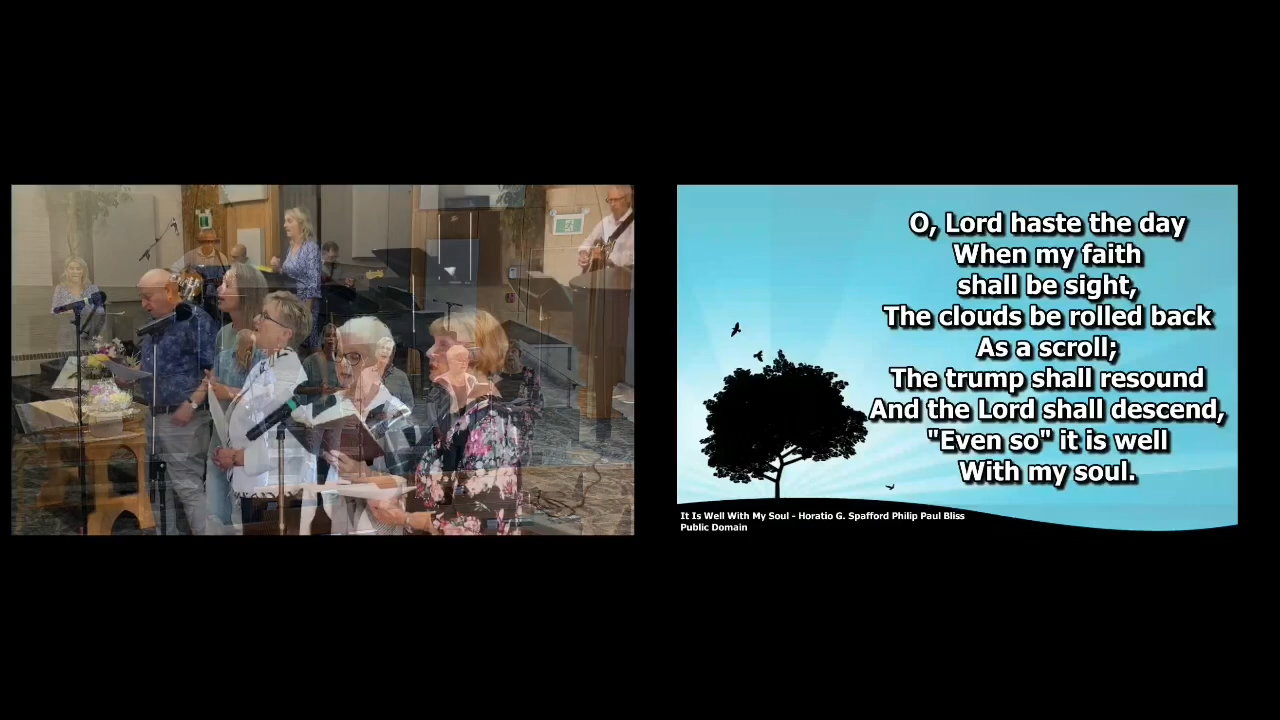 O, Lord haste the day
When my faith
shall be sight,
The clouds be rolled back
As a scroll;
The trump shall resound
And the Lord shall descend,
"Even so" it is well
With my soul.
It Is Well With My Soul - Horatio G. Spafford Philip Paul Bliss
Public Domain